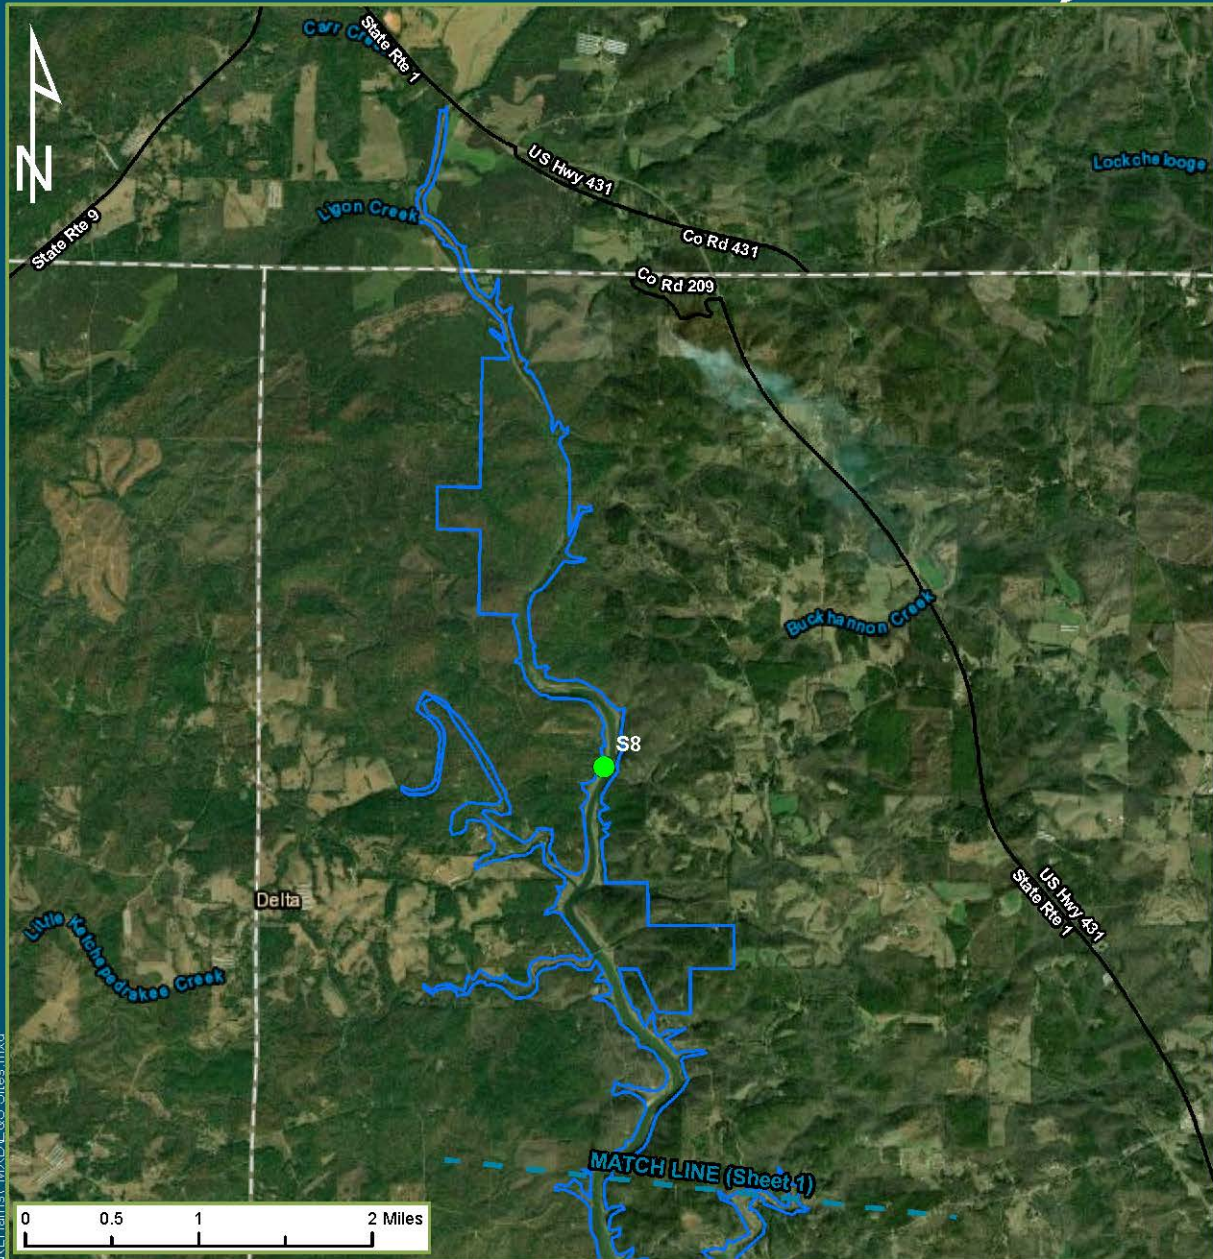 Carr
State Rte 1
N
US Hwy 431
Lockchelooge
Ligon Creek
State Rte 9
Co Rd 431
Co Rd 209
Buckhannon Creek
S8
US Hwy 431
State Rte 1
Delta
Little Ketchepedrakee Creek
MATCH LINE (Sheet 1)
0 0.5 1 2 Miles